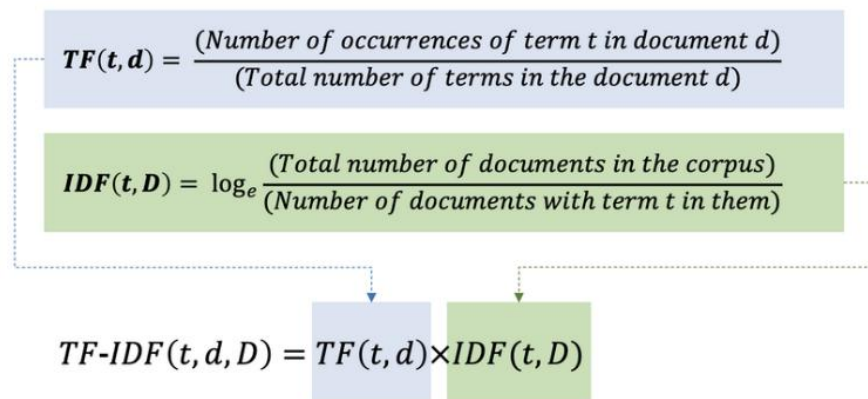 TF(t,d) = (Number of occurrences of term t in document d) / (Total number of terms in the document d)
IDF(t,D) = logₑ (Total number of documents in the corpus) / (Number of documents with term t in them)
TF-IDF(t,d,D) = TF(t,d)×IDF(t,D)